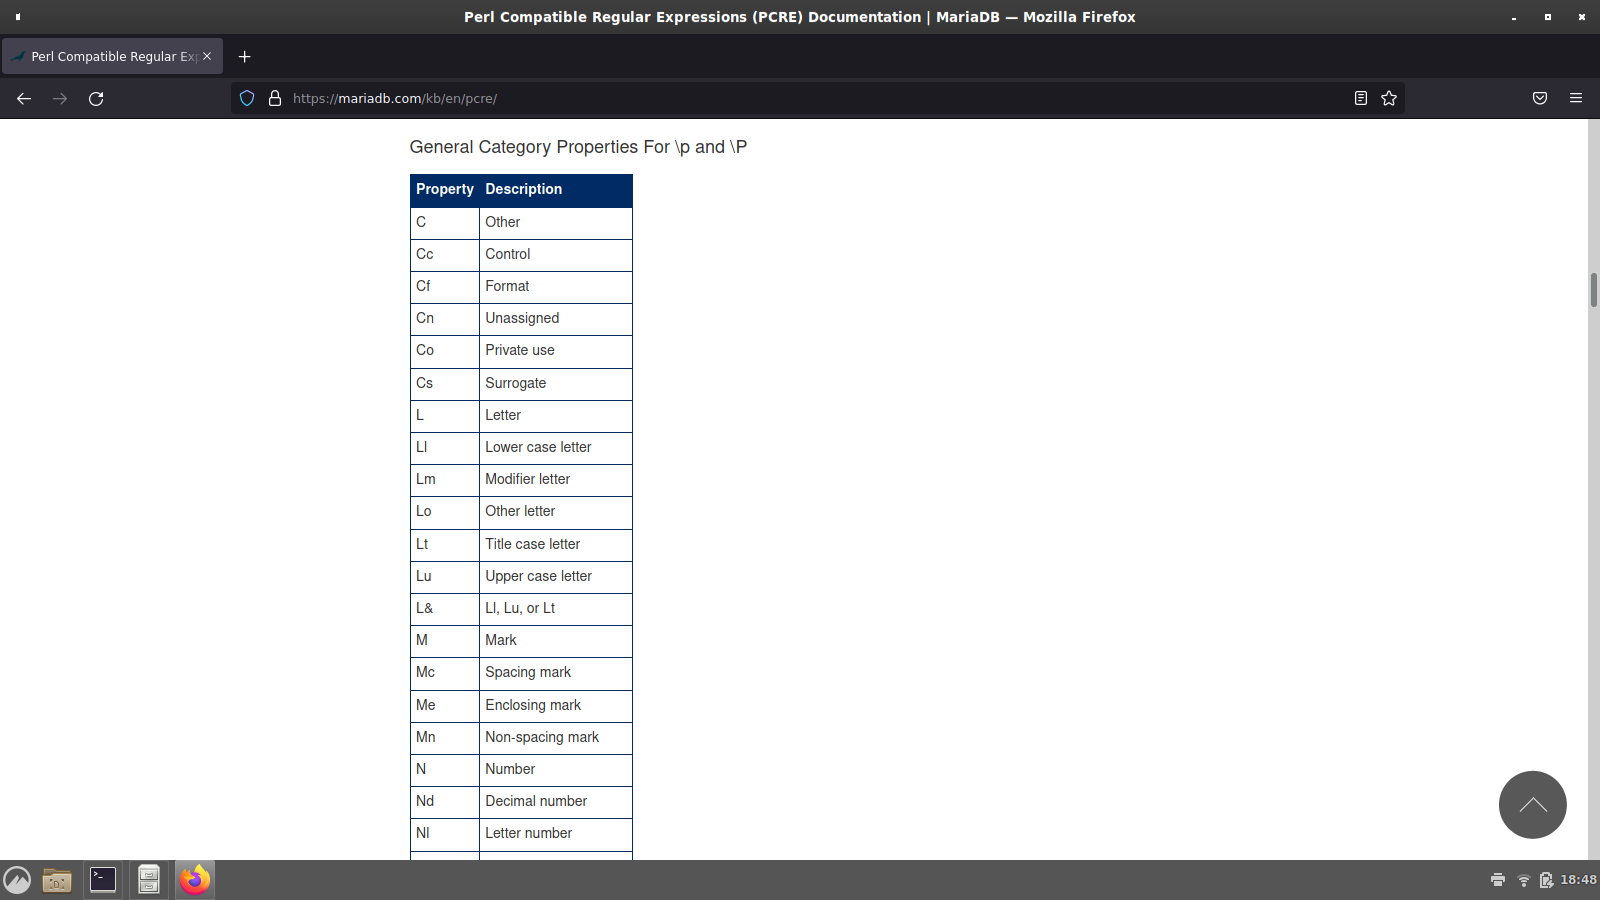 Perl Compatible Regular Expressions (PCRE) Documentation | MariaDB — Mozilla Firefox
Perl Compatible Regular Exp
https://mariadb.com/kb/en/pcre/
General Category Properties For \p and \P
Property Description
C Other
Cc Control
Cf Format
Cn Unassigned
Co Private use
Cs Surrogate
L Letter
Ll Lower case letter
Lm Modifier letter
Lo Other letter
Lt Title case letter
Lu Upper case letter
L& Ll, Lu, or Lt
M Mark
Mc Spacing mark
Me Enclosing mark
Mn Non-spacing mark
N Number
Nd Decimal number
Nl Letter number
18:48